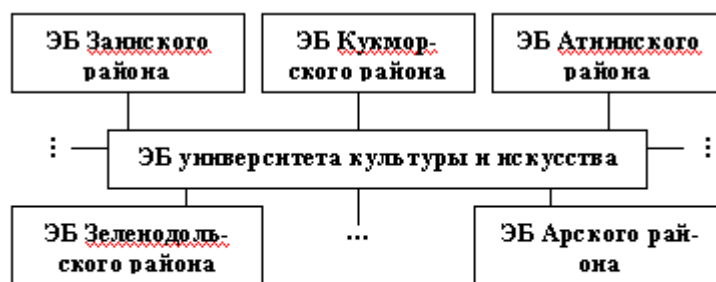 ЭБ Заинского
района
ЭБ Кукмор-
ского района
ЭБ Атнинского
района
...
ЭБ университета культуры и искусства
...
ЭБ Зеленодоль-
ского района
...
ЭБ Арского рай-
она